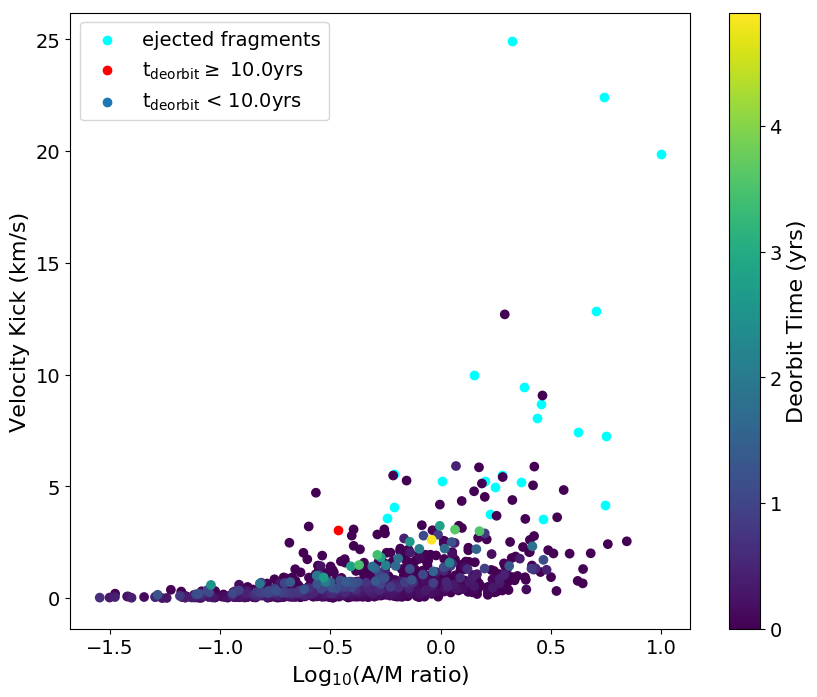 ejected fragments
t_deorbit ≥ 10.0yrs
t_deorbit < 10.0yrs
25
20
15
10
5
0
Velocity Kick (km/s)
−1.5 −1.0 −0.5 0.0 0.5 1.0
Log₁₀(A/M ratio)
4
3
2
1
0
Deorbit Time (yrs)